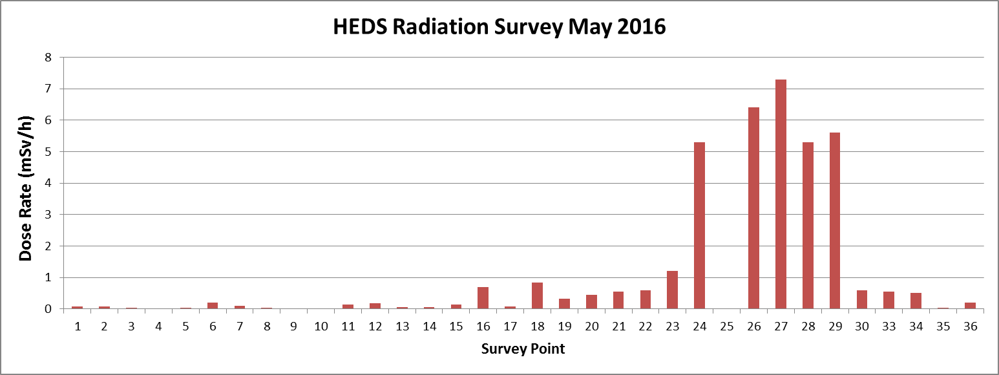 HEDS Radiation Survey May 2016
Dose Rate (mSv/h)
8
7
6
5
4
3
2
1
0
1 2 3 4 5 6 7 8 9 10 11 12 13 14 15 16 17 18 19 20 21 22 23 24 25 26 27 28 29 30 33 34 35 36
Survey Point